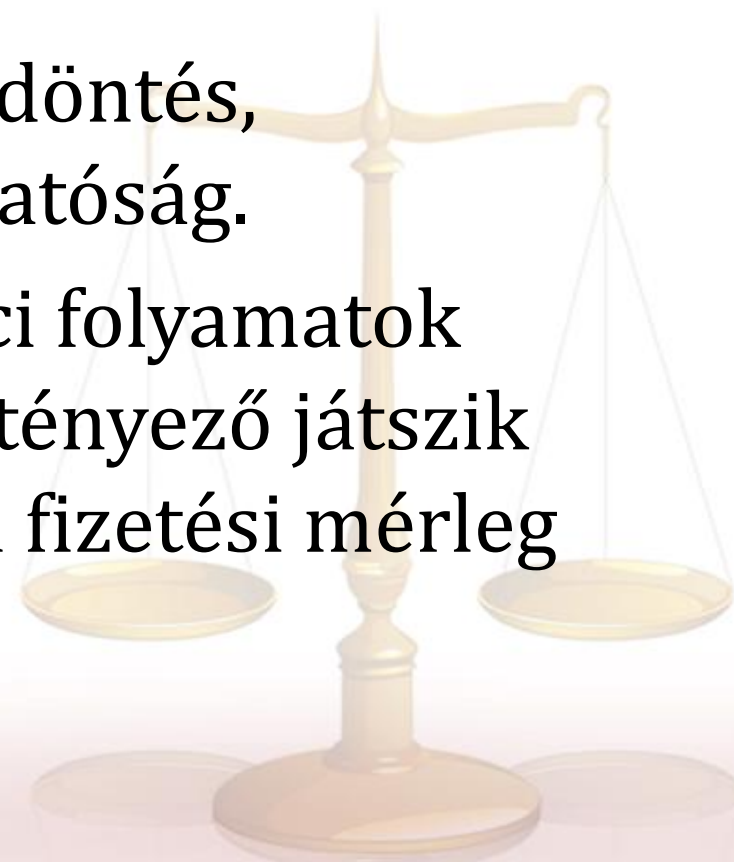 döntés,
atóság.
ci folyamatok
tényező játszik
fizetési mérleg